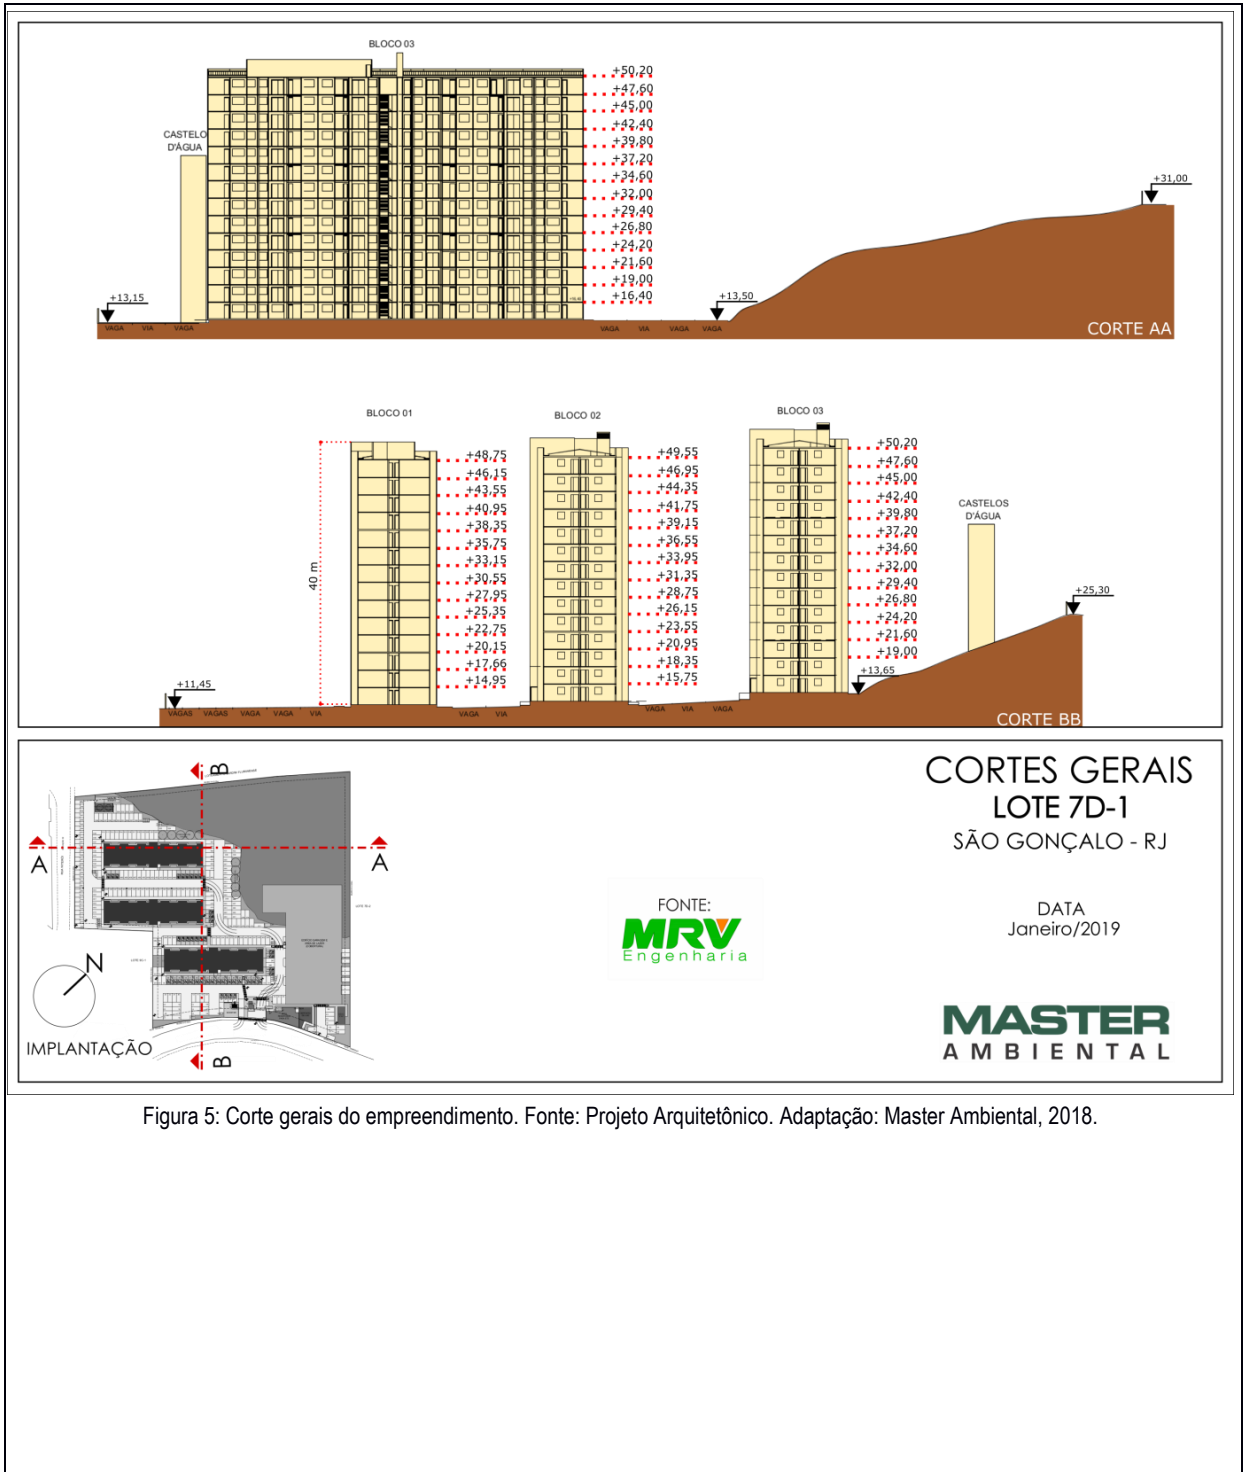 BLOCO 03
+50,20
+47,60
+45,00
+42,40
+39,80
+37,20
+34,60
+32,00
+29,40
+26,80
+24,20
+21,60
+19,00
+16,40
CASTELO
D'ÁGUA
+31,00
+13,15
+13,50
VAGA VIA VAGA
VAGA VIA VAGA VAGA
CORTE AA
BLOCO 01
BLOCO 02
BLOCO 03
40 m
+48,75
+46,15
+43,55
+40,95
+38,35
+35,75
+33,15
+30,55
+27,95
+25,35
+22,75
+20,15
+17,66
+14,95
+49,55
+46,95
+44,35
+41,75
+39,15
+36,55
+33,95
+31,35
+28,75
+26,15
+23,55
+20,95
+18,35
+15,75
+50,20
+47,60
+45,00
+42,40
+39,80
+37,20
+34,60
+32,00
+29,40
+26,80
+24,20
+21,60
+19,00
CASTELOS
D'ÁGUA
+25,30
+13,65
+11,45
VAGAS VAGAS VAGA VAGA VIA
VAGA VIA
VAGA VIA VAGA
CORTE BB
B
A
A
N
B
IMPLANTAÇÃO
FONTE:
MRV
Engenharia
CORTES GERAIS
LOTE 7D-1
SÃO GONÇALO - RJ
DATA
Janeiro/2019
MASTER
AMBIENTAL
Figura 5: Corte gerais do empreendimento. Fonte: Projeto Arquitetônico. Adaptação: Master Ambiental, 2018.